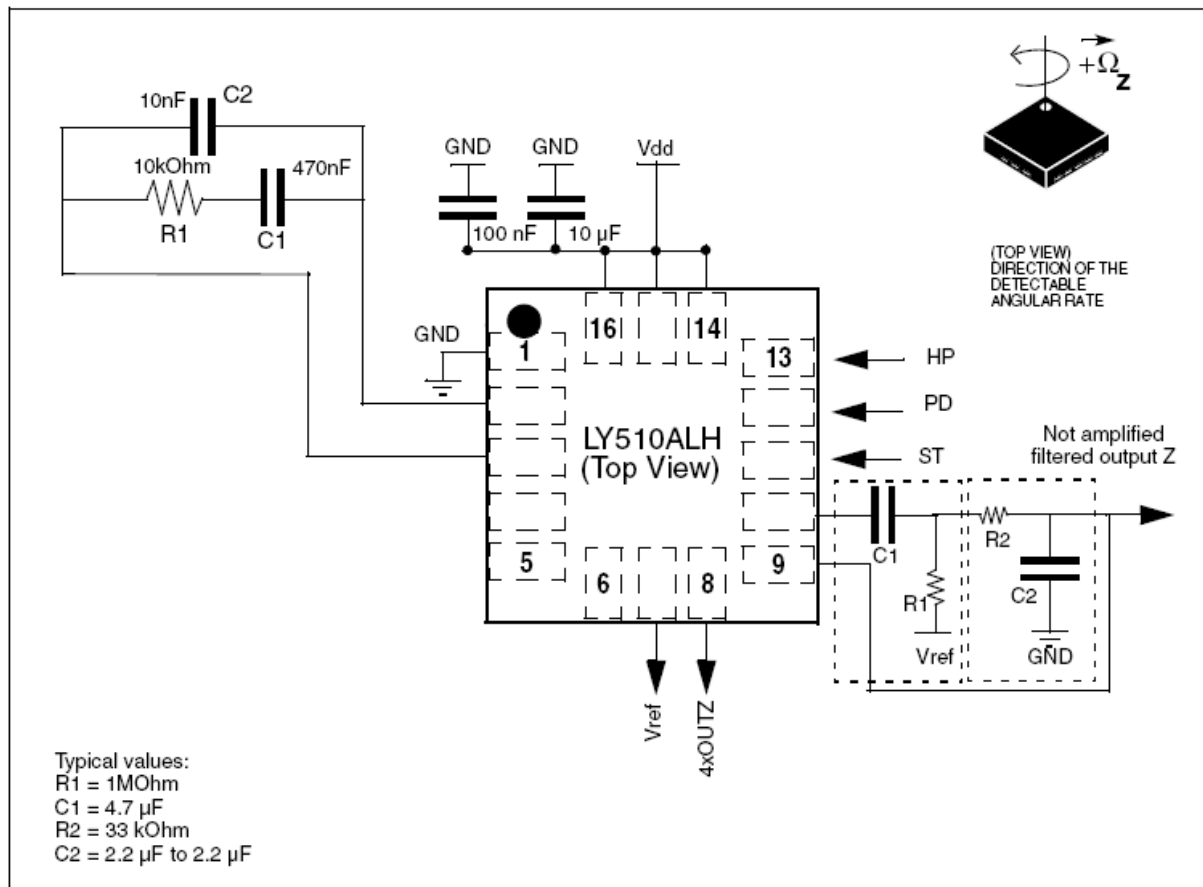 10nF
C2
10kOhm
470nF
R1
C1
GND
GND
Vdd
100 nF
10 µF
+Ω
Z
(TOP VIEW)
DIRECTION OF THE
DETECTABLE
ANGULAR RATE
GND
1
16
14
13
HP
PD
ST
LY510ALH
(Top View)
Not amplified
filtered output Z
5
6
8
9
C1
R2
R1
C2
Vref
GND
Vref
4xOUTZ
Typical values:
R1 = 1MOhm
C1 = 4.7 µF
R2 = 33 kOhm
C2 = 2.2 µF to 2.2 µF